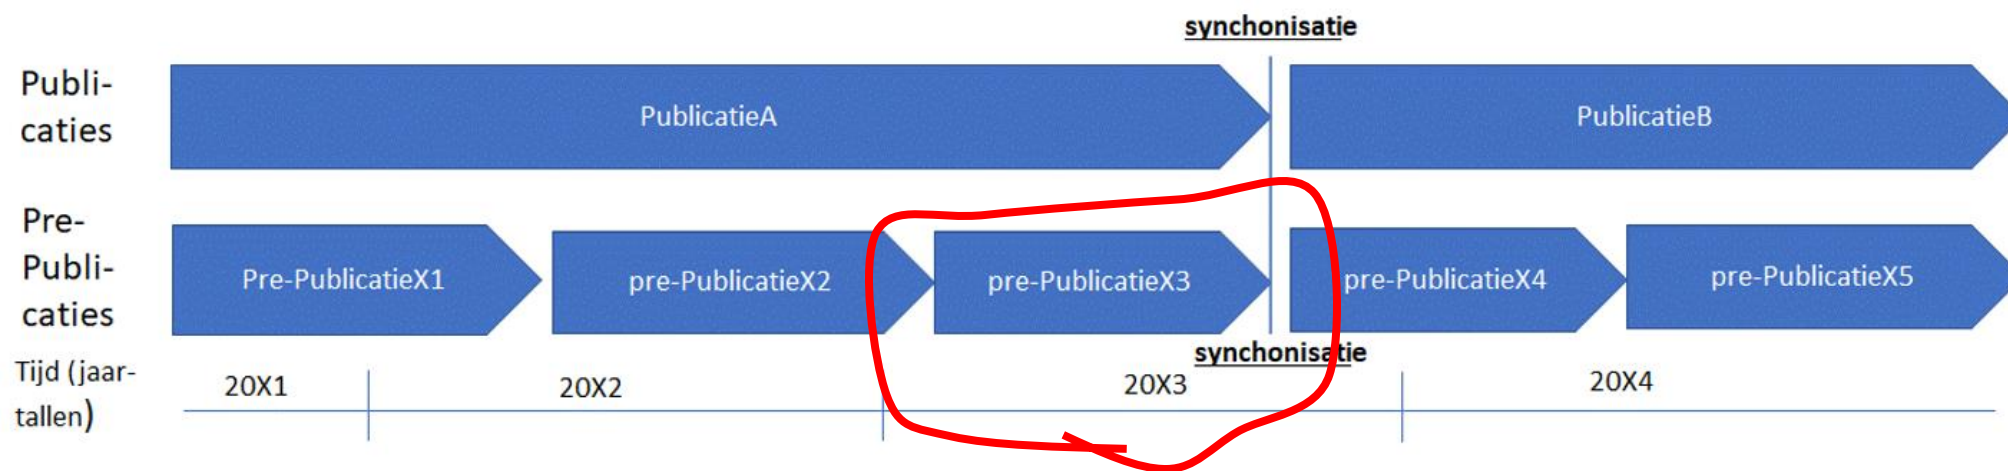 synchonisatie
Publi-
caties
PublicatieA
PublicatieB
Pre-
Publi-
caties
Pre-PublicatieX1
pre-PublicatieX2
pre-PublicatieX3
pre-PublicatieX4
pre-PublicatieX5
synchonisatie
Tijd (jaar-
tallen)
20X1
20X2
20X3
20X4